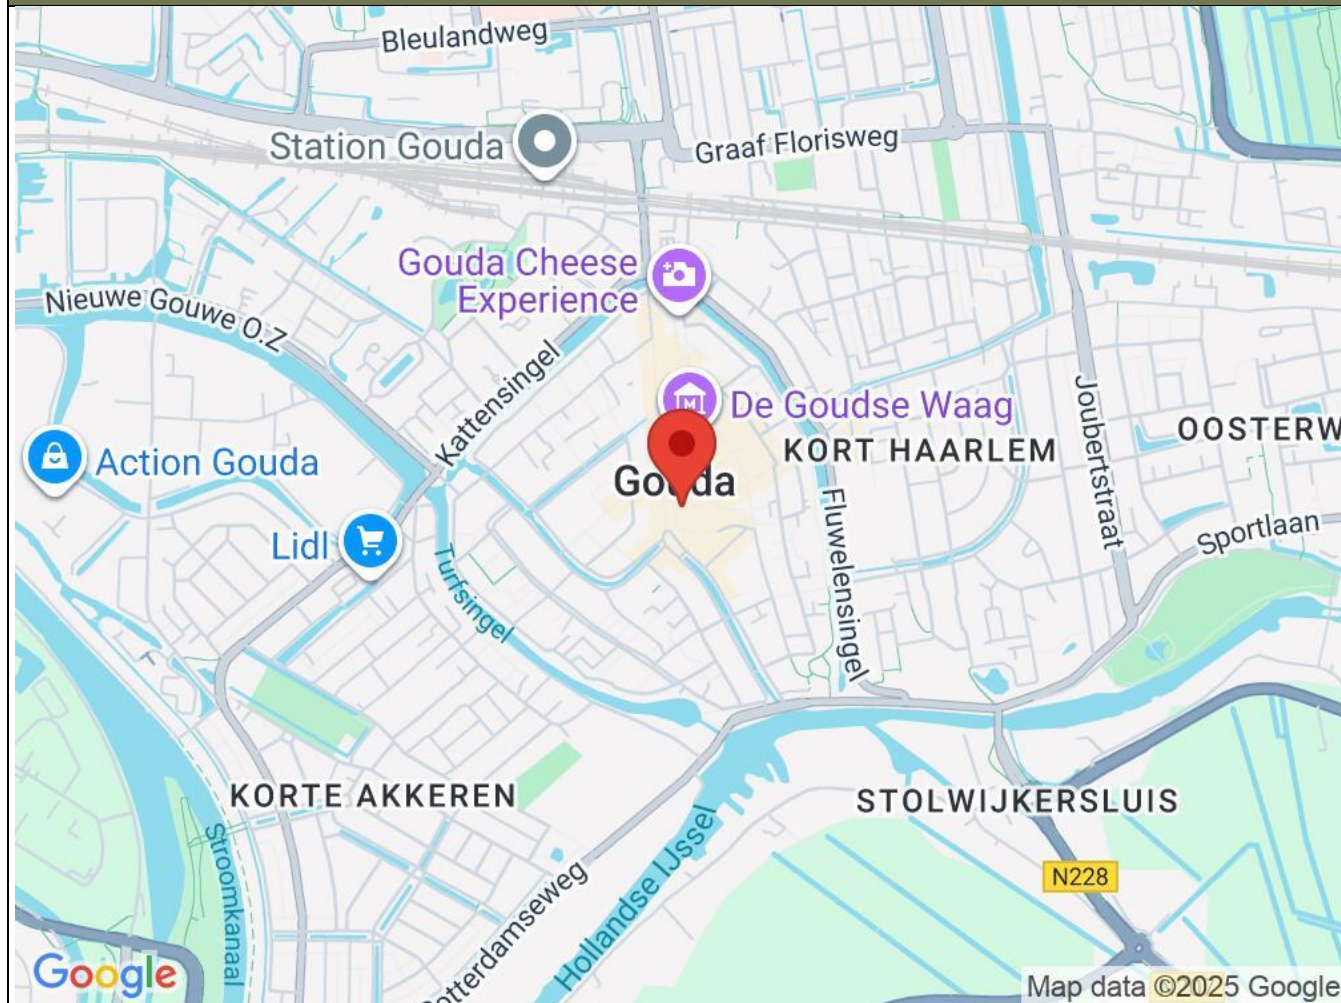 Bleulandweg
Station Gouda
Graaf Florisweg
Gouda Cheese
Experience
Nieuwe Gouwe O.Z
Kattensingel
De Goudse Waag
KORT HAARLEM
Joubertstraat
OOSTERW
Action Gouda
Gouda
Fluwelensingel
Sportlaan
Lidl
Turfsingel
KORTE AKKEREN
STOLWIJKERSLUIS
Stroomkanaal
Hollandse IJssel
N228
otterdamseweg
Google
Map data ©2025 Google